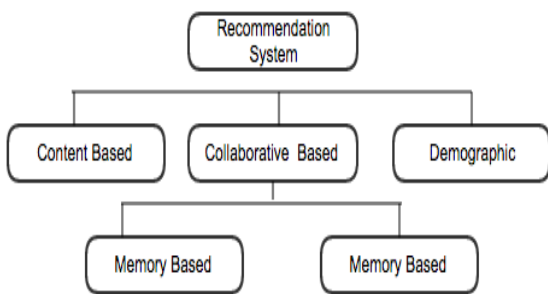 Recommendation
System
Content Based
Collaborative Based
Demographic
Memory Based
Memory Based